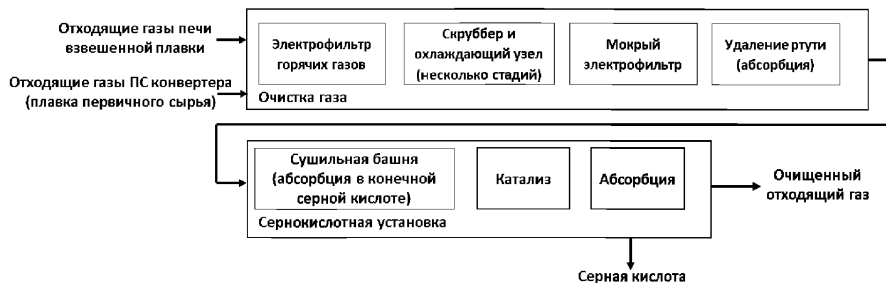 Отходящие газы печи
взвешенной плавки
Отходящие газы ПС конвертера
(плавка первичного сырья)
Электрофильтр
горячих газов
Скруббер и
охлаждающий узел
(несколько стадий)
Мокрый
электрофильтр
Удаление ртути
(абсорбция)
Очистка газа
Сушильная башня
(абсорбция в конечной
серной кислоте)
Катализ
Абсорбция
Сернокислотная установка
Очищенный
отходящий газ
Серная кислота